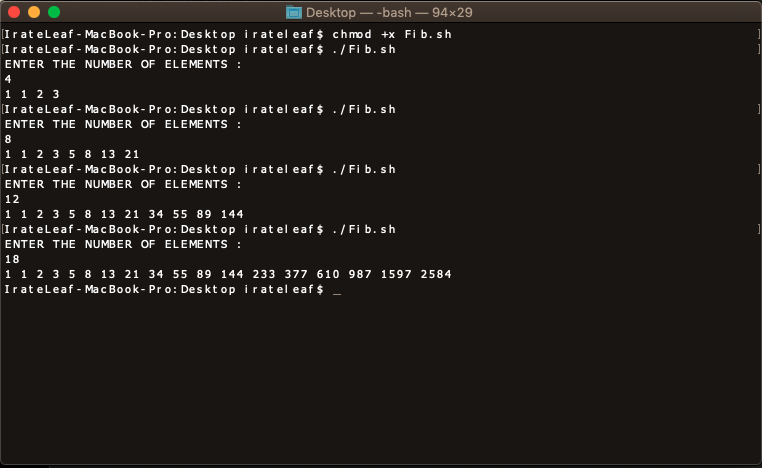 Desktop — -bash — 94×29
[IrateLeaf-MacBook-Pro:Desktop irateleaf$ chmod +x Fib.sh ]
[IrateLeaf-MacBook-Pro:Desktop irateleaf$ ./Fib.sh ]
ENTER THE NUMBER OF ELEMENTS :
4
1 1 2 3
[IrateLeaf-MacBook-Pro:Desktop irateleaf$ ./Fib.sh ]
ENTER THE NUMBER OF ELEMENTS :
8
1 1 2 3 5 8 13 21
[IrateLeaf-MacBook-Pro:Desktop irateleaf$ ./Fib.sh ]
ENTER THE NUMBER OF ELEMENTS :
12
1 1 2 3 5 8 13 21 34 55 89 144
[IrateLeaf-MacBook-Pro:Desktop irateleaf$ ./Fib.sh ]
ENTER THE NUMBER OF ELEMENTS :
18
1 1 2 3 5 8 13 21 34 55 89 144 233 377 610 987 1597 2584
IrateLeaf-MacBook-Pro:Desktop irateleaf$ _